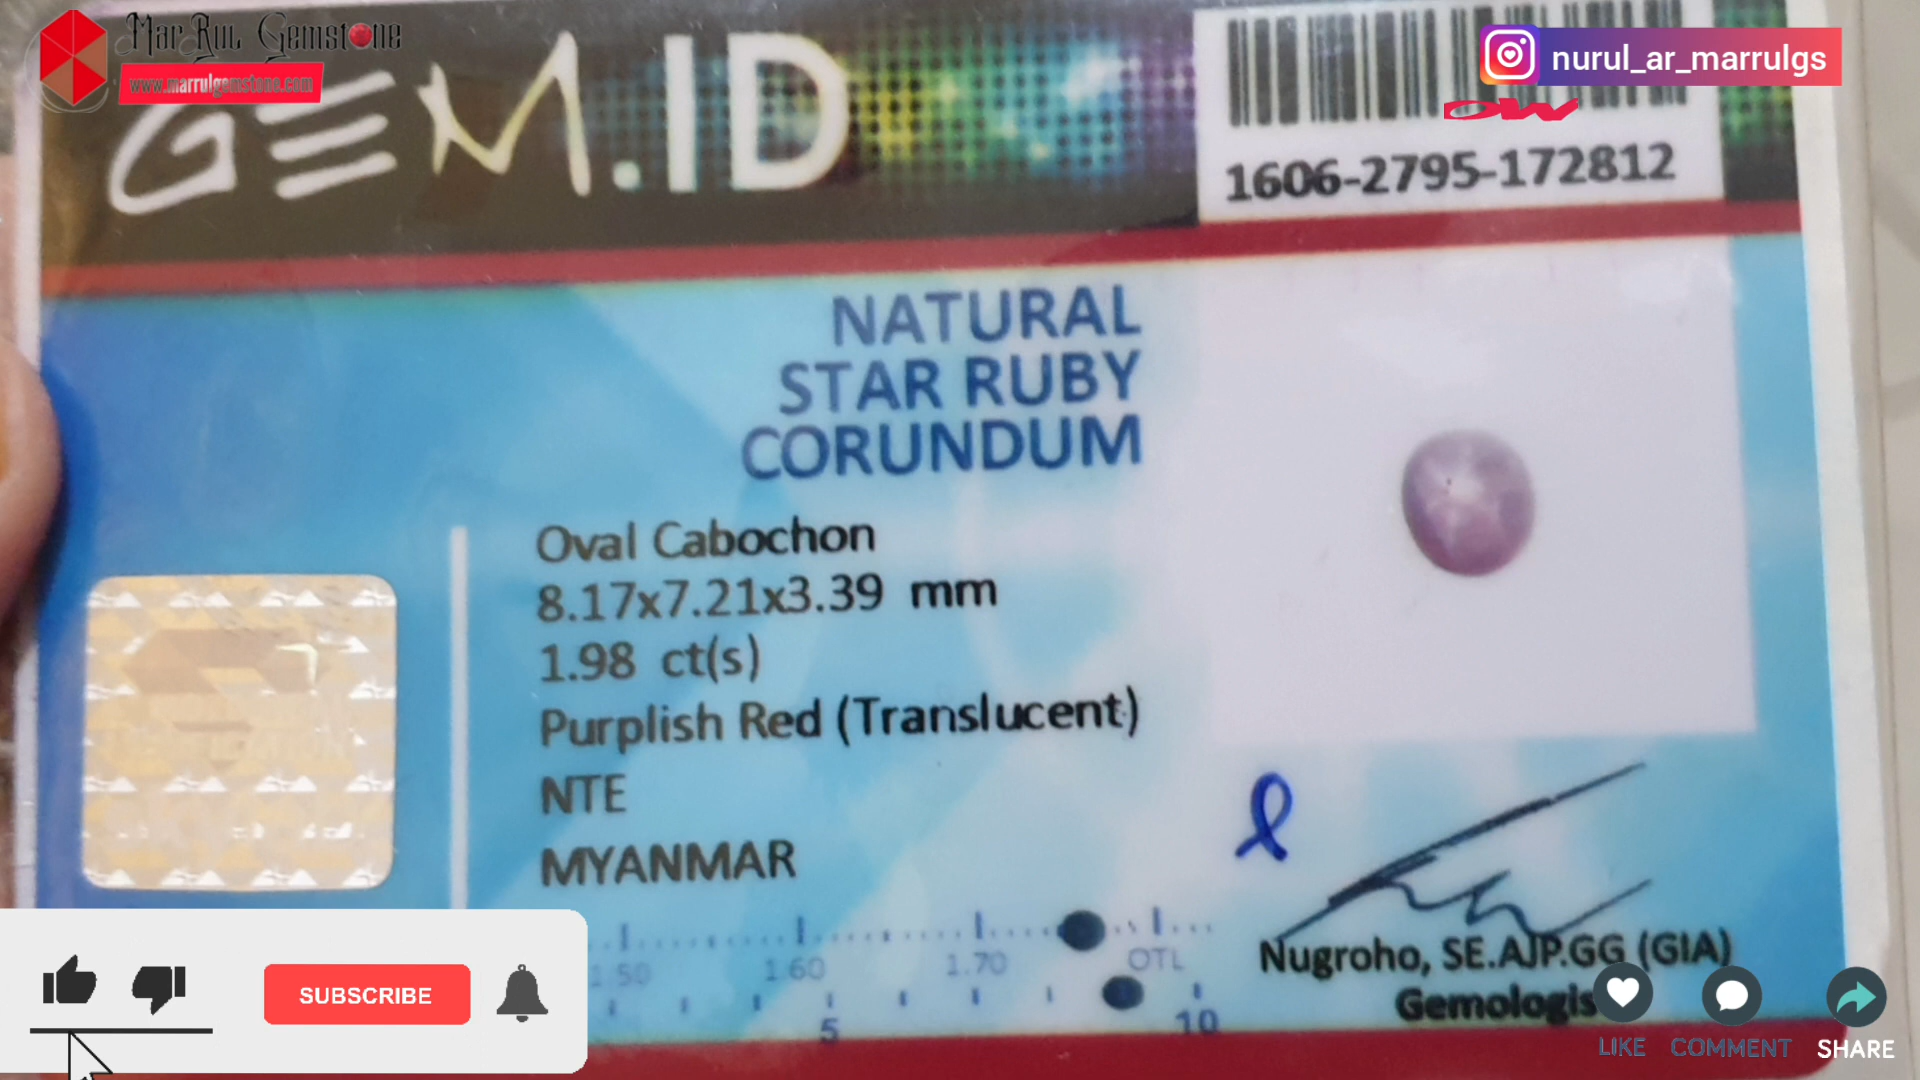 MarRul Gemstone
www.marrulgemstone.com
nurul_ar_marrulgs
OW
GEM.ID
1606-2795-172812
NATURAL
STAR RUBY
CORUNDUM
Oval Cabochon
8.17x7.21x3.39 mm
1.98 ct(s)
Purplish Red (Translucent)
NTE
MYANMAR
1.50 1.60 1.70 OTL
5 10
Nugroho, SE.AJP.GG (GIA)
Gemologis
SUBSCRIBE
LIKE COMMENT SHARE